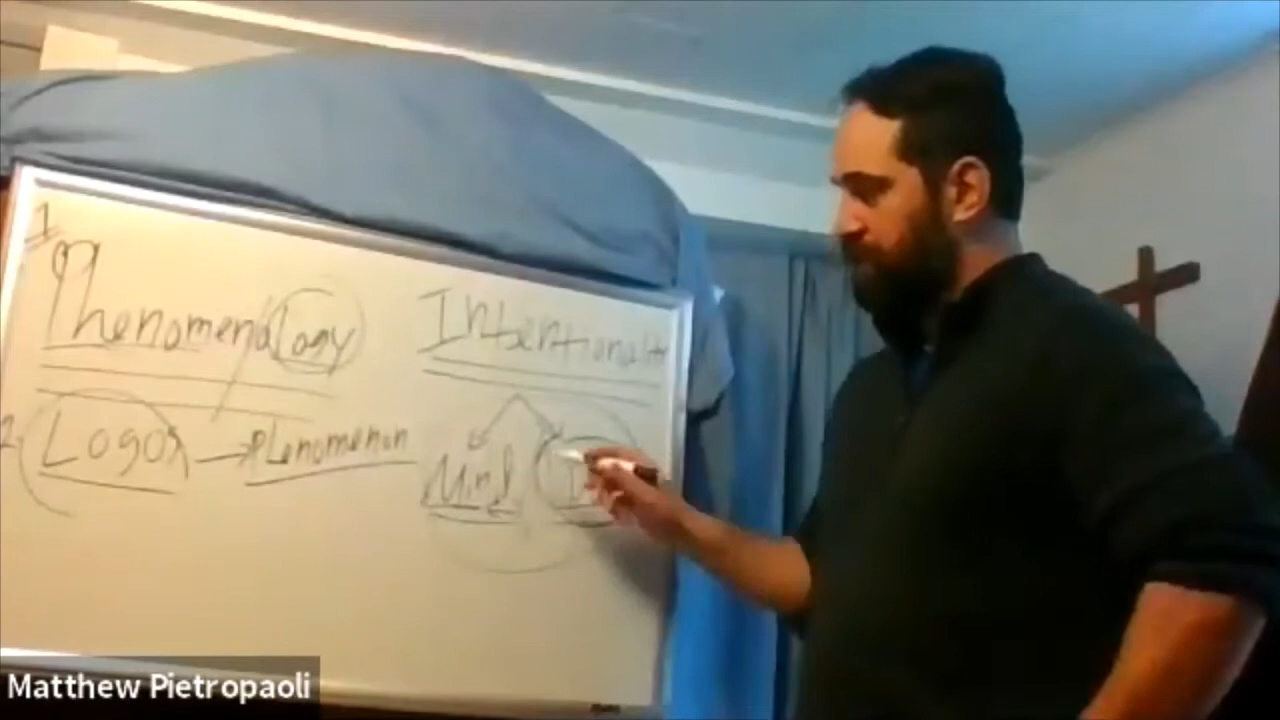 1
Phenomenology
Intentionality
2 Logos → Phenomenon
Mind
Matthew Pietropaoli